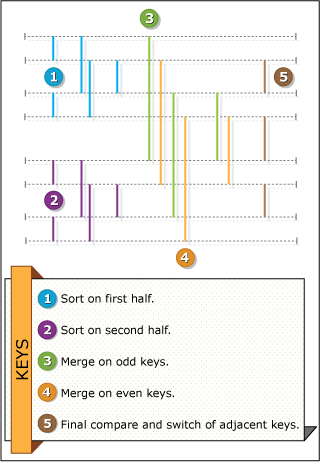 3
1
5
2
4
KEYS
1 Sort on first half.
2 Sort on second half.
3 Merge on odd keys.
4 Merge on even keys.
5 Final compare and switch of adjacent keys.